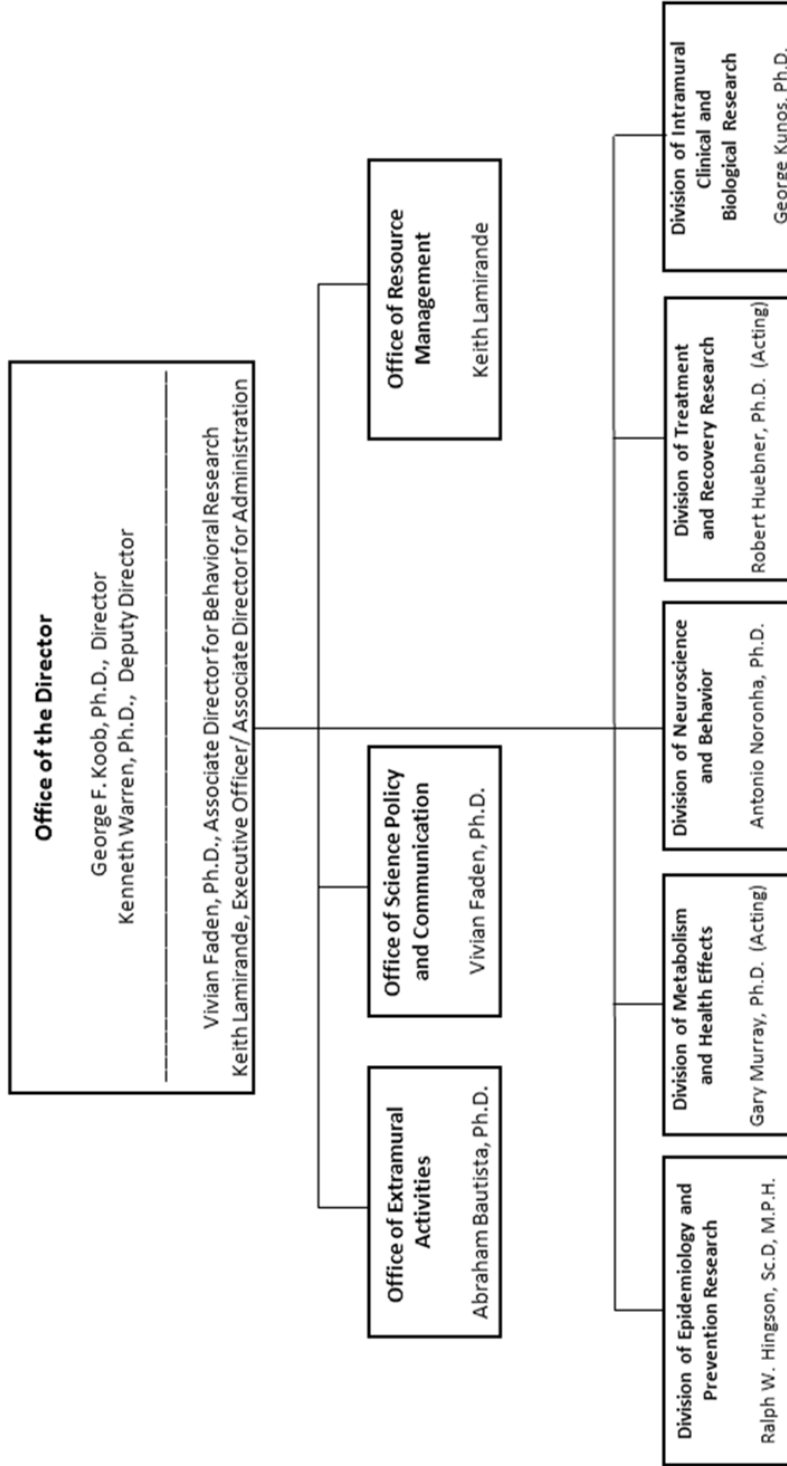 Office of the Director
George F. Koob, Ph.D., Director
Kenneth Warren, Ph.D., Deputy Director
Vivian Faden, Ph.D., Associate Director for Behavioral Research
Keith Lamirande, Executive Officer/ Associate Director for Administration
Office of Extramural
Activities
Abraham Bautista, Ph.D.
Office of Science Policy
and Communication
Vivian Faden, Ph.D.
Office of Resource
Management
Keith Lamirande
Division of Epidemiology and
Prevention Research
Ralph W. Hingson, Sc.D, M.P.H.
Division of Metabolism
and Health Effects
Gary Murray, Ph.D. (Acting)
Division of Neuroscience
and Behavior
Antonio Noronha, Ph.D.
Division of Treatment
and Recovery Research
Robert Huebner, Ph.D. (Acting)
Division of Intramural
Clinical and
Biological Research
George Kunos, Ph.D.